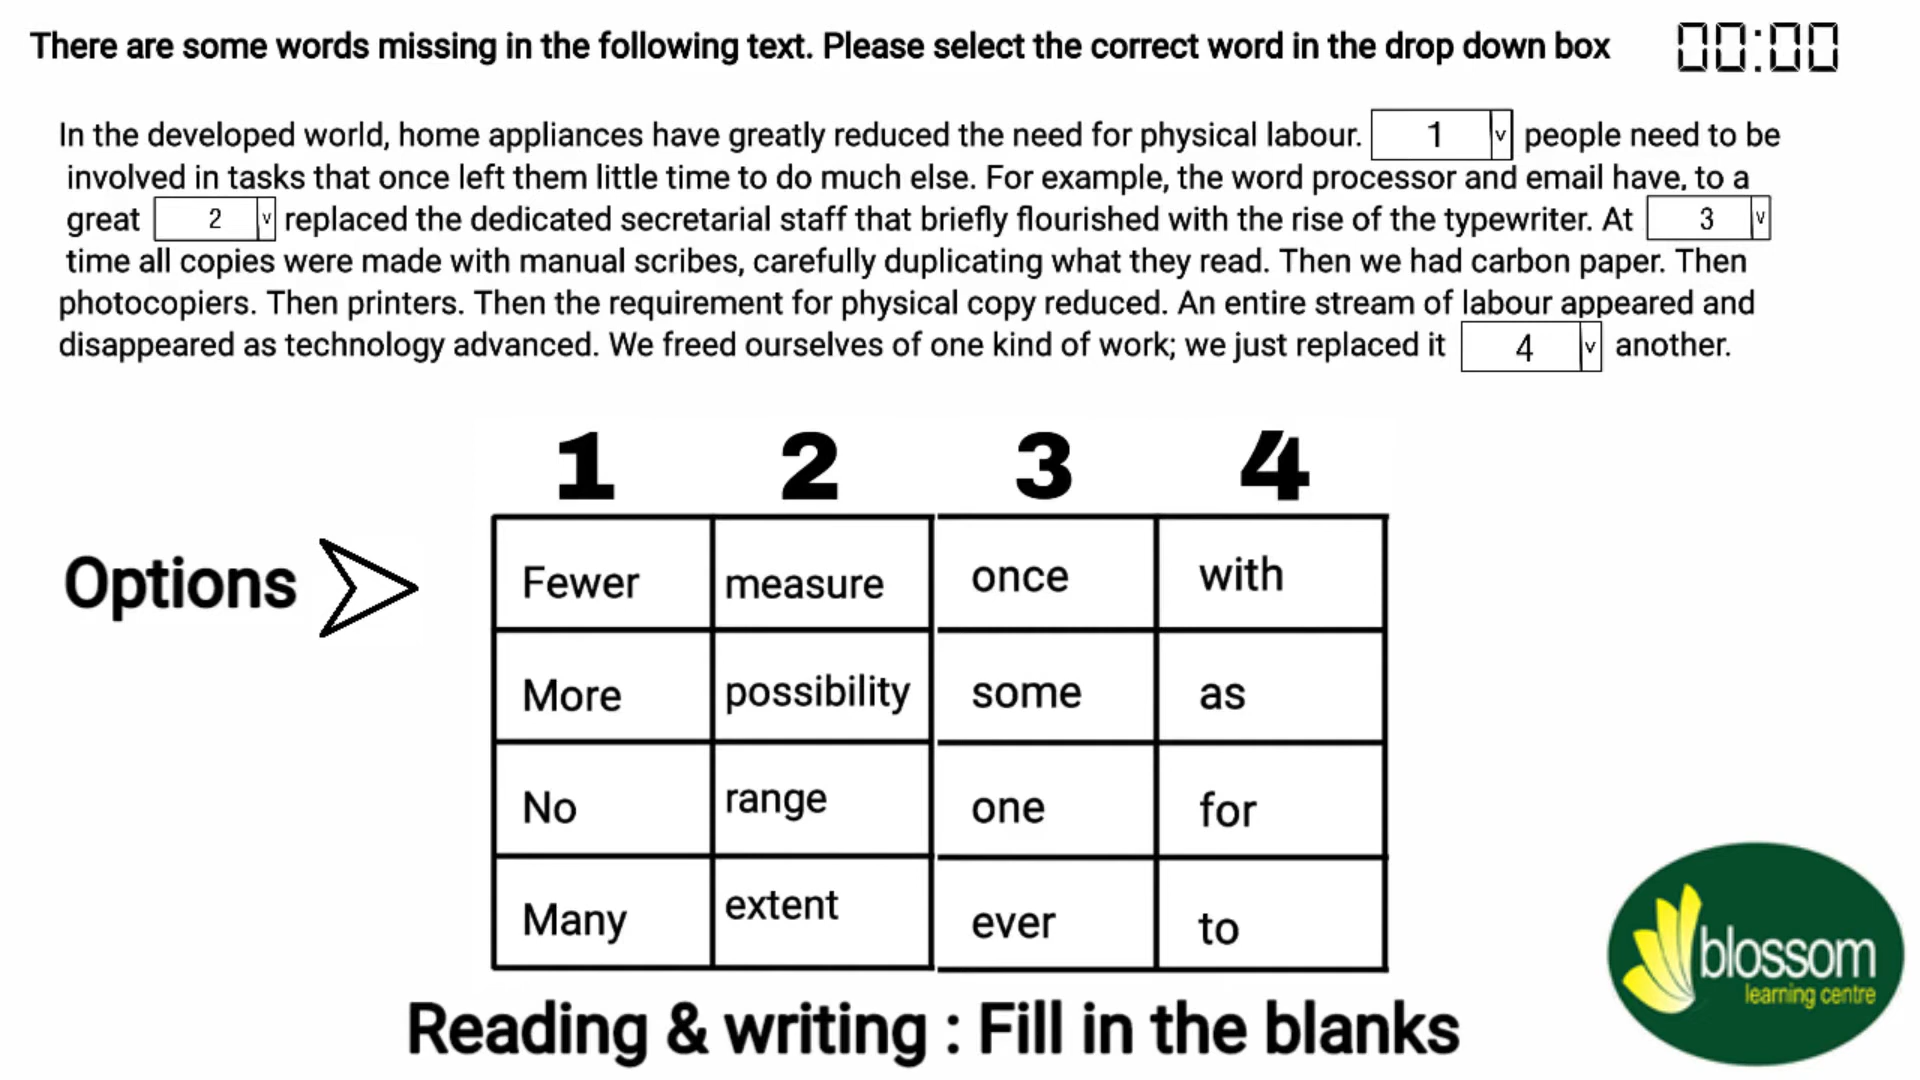 There are some words missing in the following text. Please select the correct word in the drop down box 00:00
In the developed world, home appliances have greatly reduced the need for physical labour. 1 v people need to be
involved in tasks that once left them little time to do much else. For example, the word processor and email have, to a
great 2 v replaced the dedicated secretarial staff that briefly flourished with the rise of the typewriter. At 3 v
time all copies were made with manual scribes, carefully duplicating what they read. Then we had carbon paper. Then
photocopiers. Then printers. Then the requirement for physical copy reduced. An entire stream of labour appeared and
disappeared as technology advanced. We freed ourselves of one kind of work; we just replaced it 4 v another.
1 2 3 4
Options
Fewer measure once with
More possibility some as
No range one for
Many extent ever to
blossom
learning centre
Reading & writing : Fill in the blanks